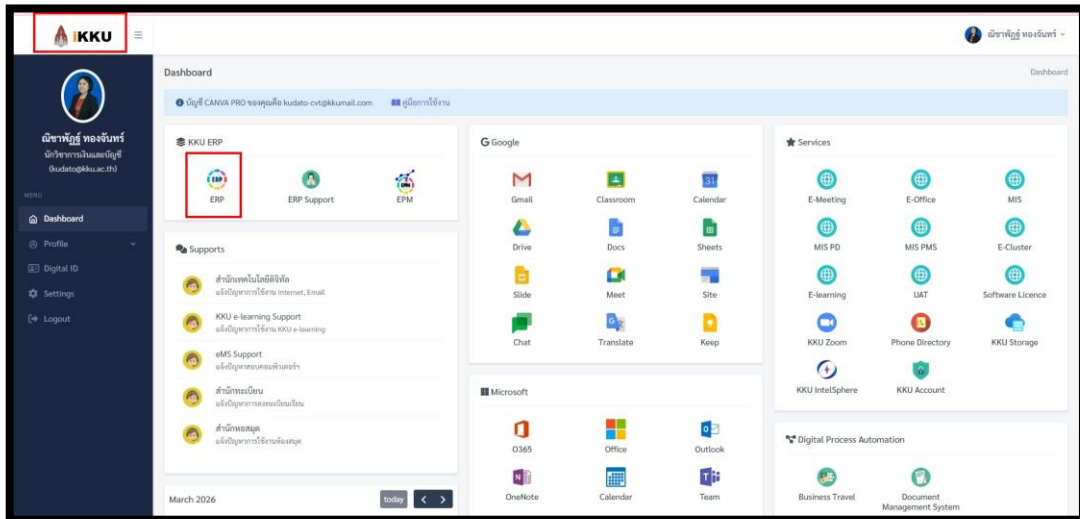 iKKU
ณิชาพัฏฐ์ ทองจันทร์
ณิชาพัฏฐ์ ทองจันทร์
นักวิชาการเงินและบัญชี
(kudato@kku.ac.th)
MENU
Dashboard
Profile
Digital ID
Settings
Logout
Dashboard
Dashboard
บัญชี CANVA PRO ของคุณคือ kudato-cvt@kkumail.com คู่มือการใช้งาน
KKU ERP
ERP
ERP Support
EPM
Supports
สำนักเทคโนโลยีดิจิทัล
แจ้งปัญหาการใช้งาน Internet, Email
KKU e-learning Support
แจ้งปัญหาการใช้งาน KKU e-learning
eMS Support
แจ้งปัญหาสอบคอมพิวเตอร์ฯ
สำนักทะเบียน
แจ้งปัญหาการลงทะเบียนเรียน
สำนักหอสมุด
แจ้งปัญหาการใช้งานห้องสมุด
March 2026
today
Google
Gmail
Classroom
Calendar
Drive
Docs
Sheets
Slide
Meet
Site
Chat
Translate
Keep
Microsoft
O365
Office
Outlook
OneNote
Calendar
Team
Services
E-Meeting
E-Office
MIS
MIS PD
MIS PMS
E-Cluster
E-learning
UAT
Software Licence
KKU Zoom
Phone Directory
KKU Storage
KKU IntelSphere
KKU Account
Digital Process Automation
Business Travel
Document
Management System